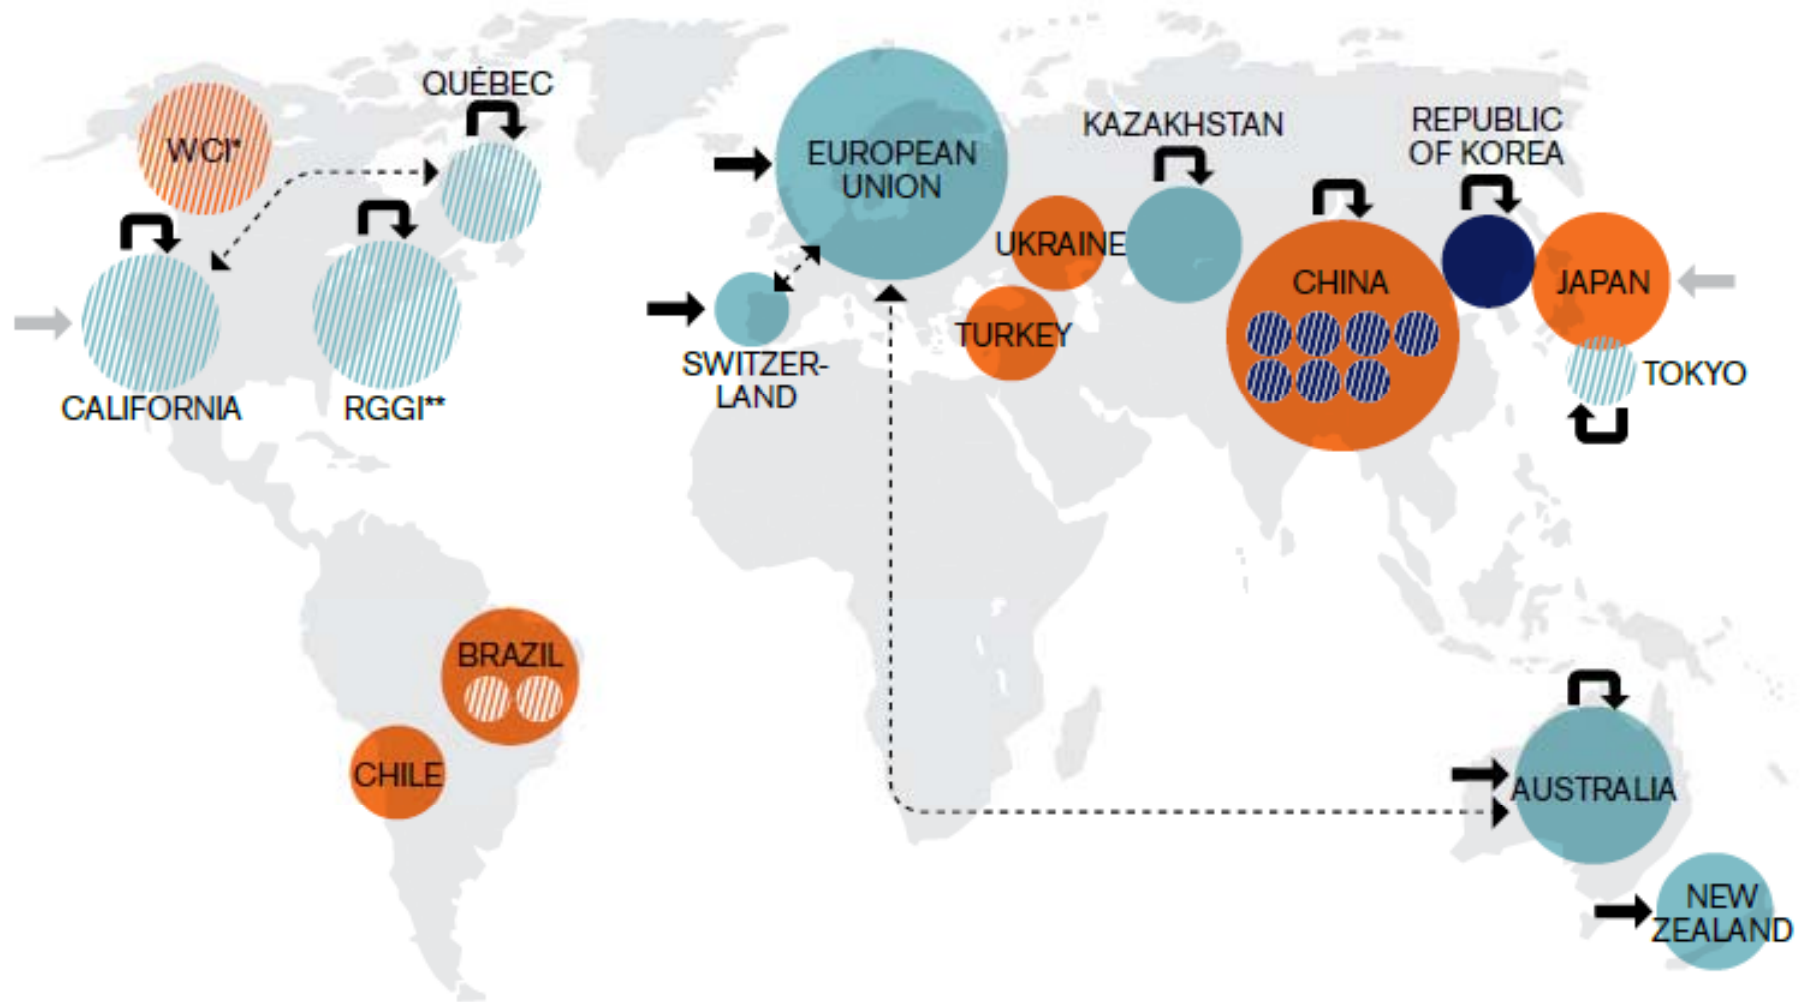 QUÉBEC
WCI*
CALIFORNIA
RGGI**
EUROPEAN
UNION
SWITZER-
LAND
UKRAINE
TURKEY
KAZAKHSTAN
REPUBLIC
OF KOREA
CHINA
JAPAN
TOKYO
BRAZIL
CHILE
AUSTRALIA
NEW
ZEALAND